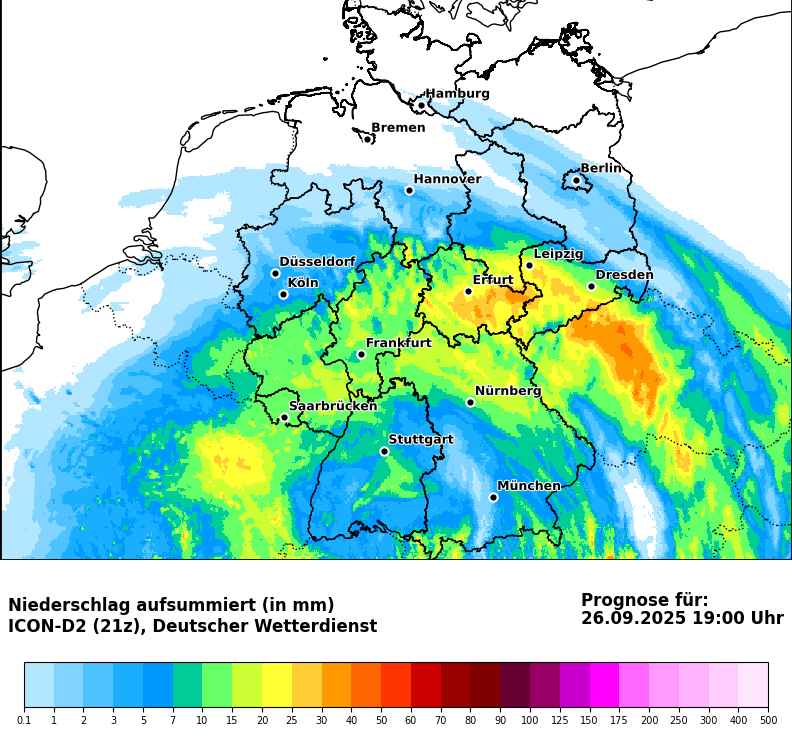 Hamburg
Bremen
Berlin
Hannover
Leipzig
Düsseldorf
Dresden
Köln
Erfurt
Frankfurt
Nürnberg
Saarbrücken
Stuttgart
München
Niederschlag aufsummiert (in mm)
ICON-D2 (21z), Deutscher Wetterdienst
Prognose für:
26.09.2025 19:00 Uhr
0.1 1 2 3 5 7 10 15 20 25 30 40 50 60 70 80 90 100 125 150 175 200 250 300 400 500